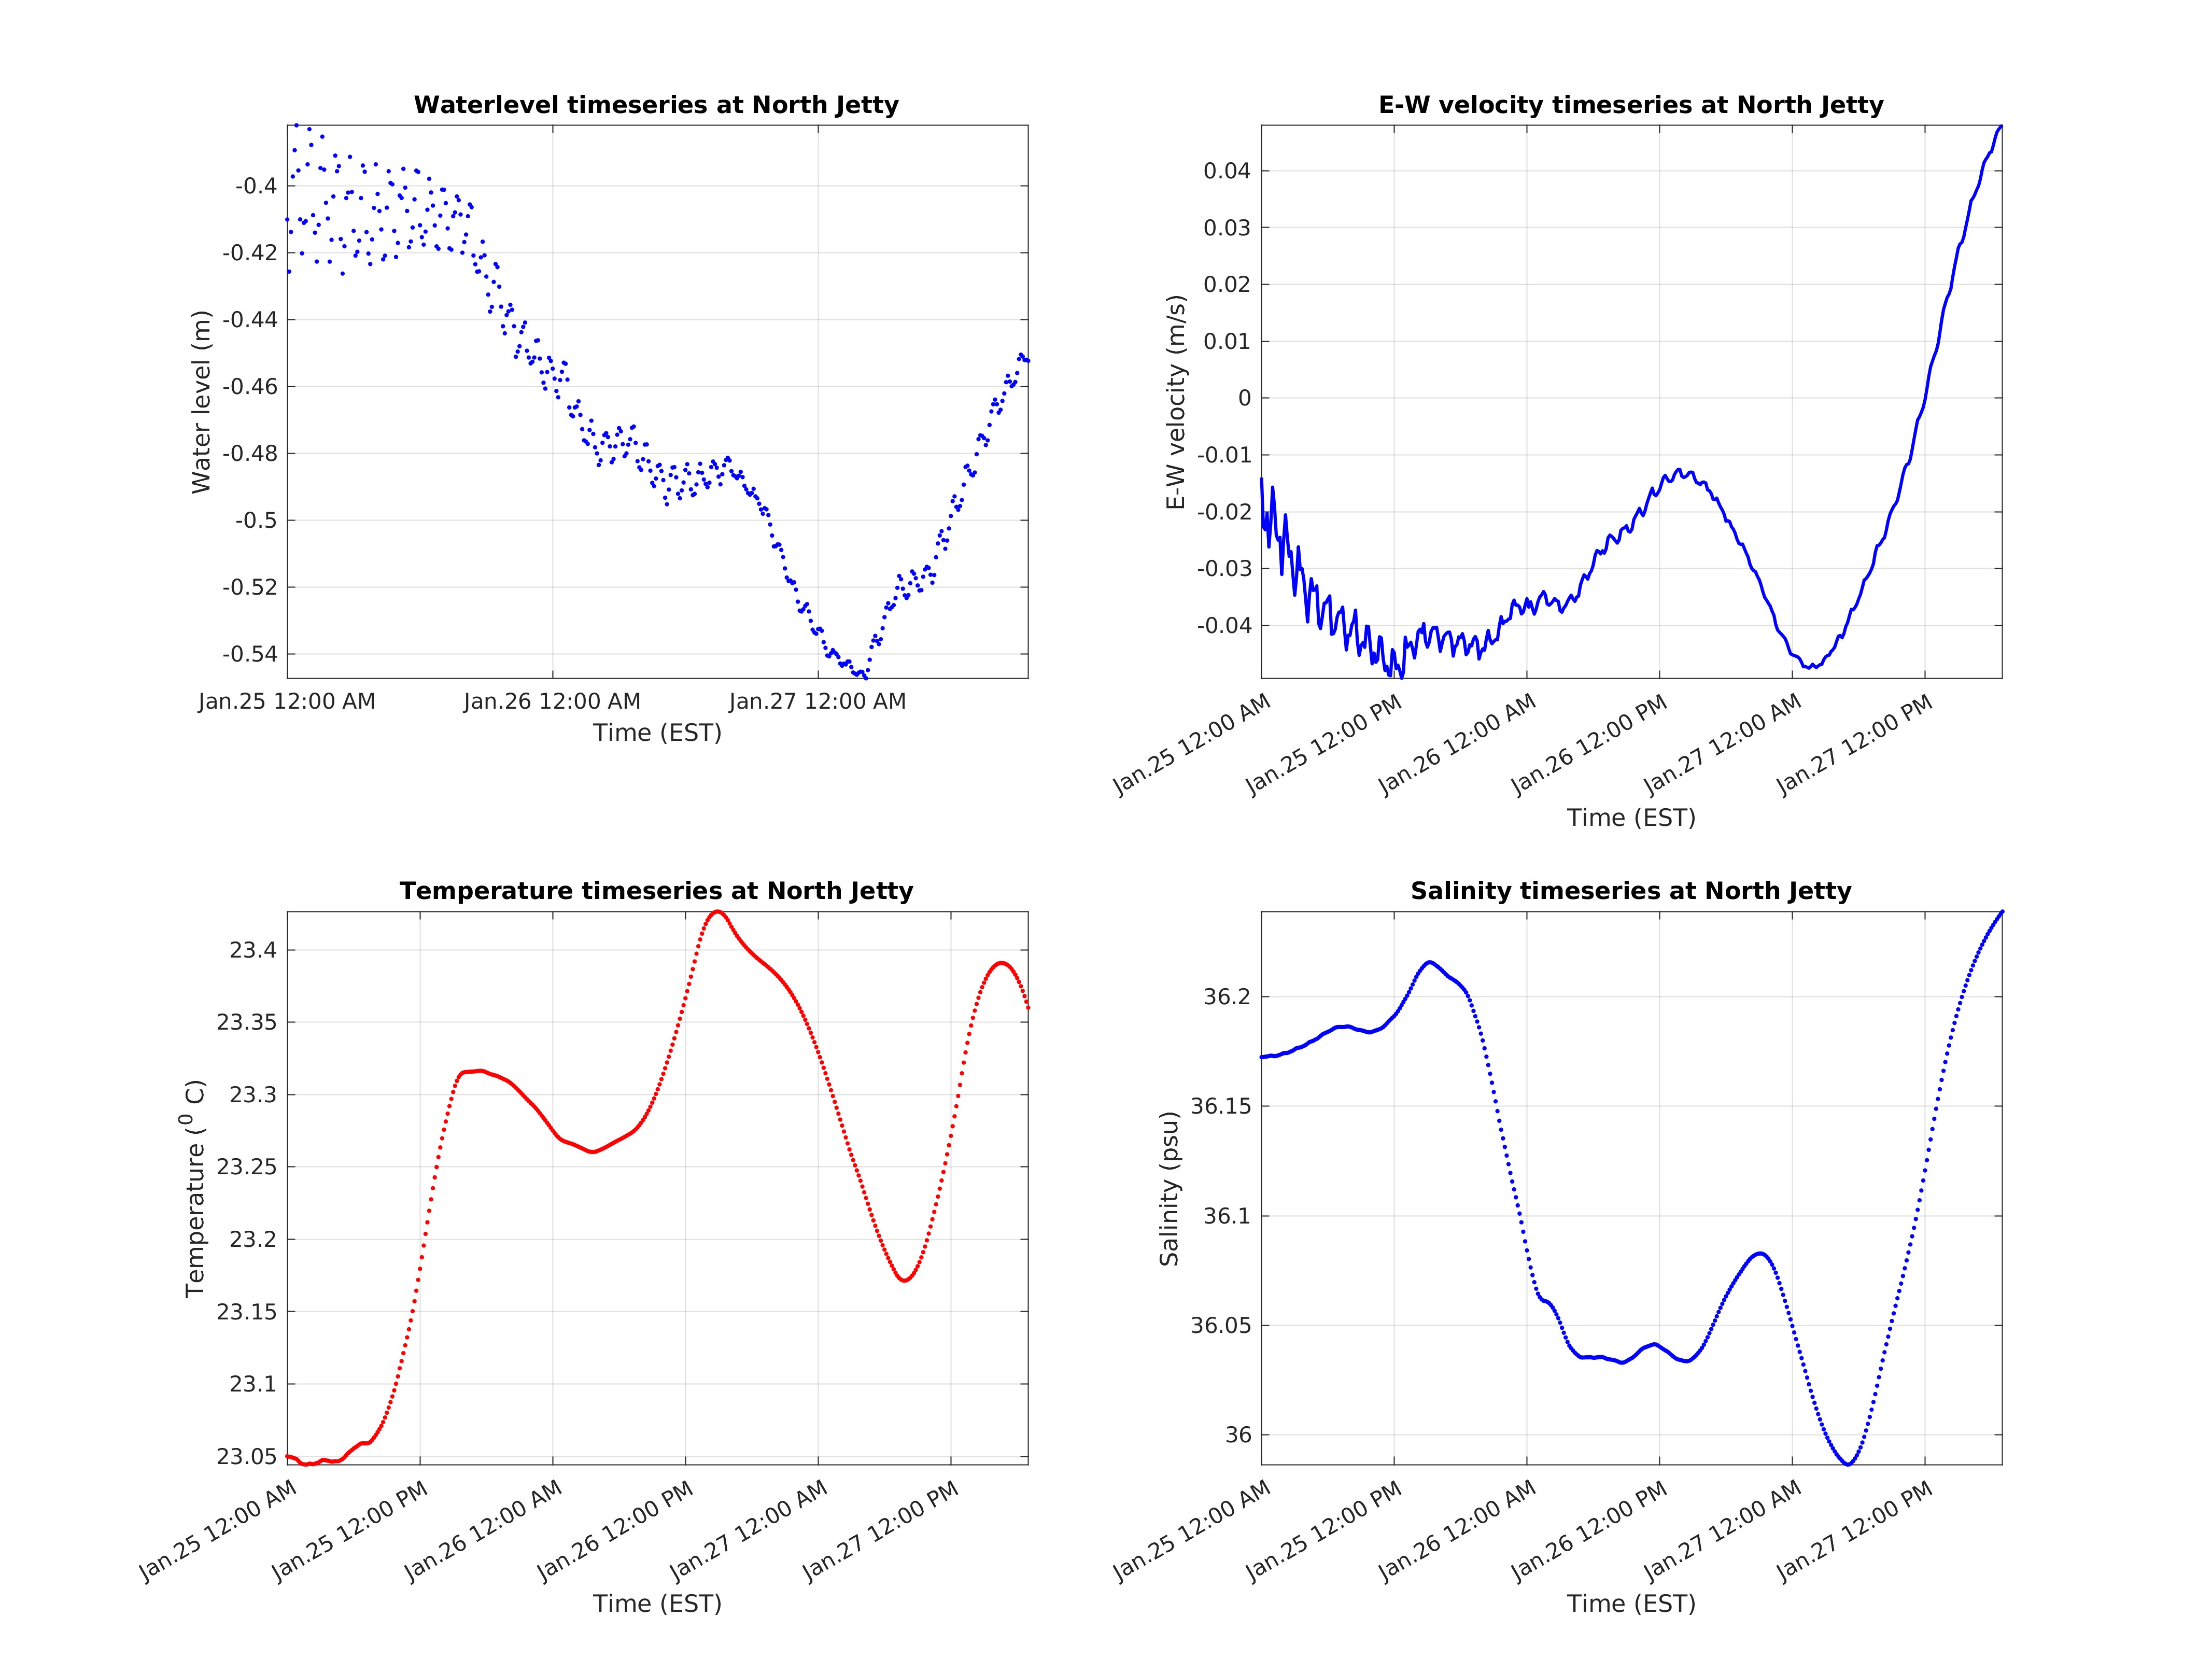 Waterlevel timeseries at North Jetty
Water level (m)
-0.4
-0.42
-0.44
-0.46
-0.48
-0.5
-0.52
-0.54
Jan.25 12:00 AM
Jan.26 12:00 AM
Jan.27 12:00 AM
Time (EST)
E-W velocity timeseries at North Jetty
E-W velocity (m/s)
0.04
0.03
0.02
0.01
0
-0.01
-0.02
-0.03
-0.04
Jan.25 12:00 AM
Jan.25 12:00 PM
Jan.26 12:00 AM
Jan.26 12:00 PM
Jan.27 12:00 AM
Jan.27 12:00 PM
Time (EST)
Temperature timeseries at North Jetty
Temperature (⁰ C)
23.4
23.35
23.3
23.25
23.2
23.15
23.1
23.05
Jan.25 12:00 AM
Jan.25 12:00 PM
Jan.26 12:00 AM
Jan.26 12:00 PM
Jan.27 12:00 AM
Jan.27 12:00 PM
Time (EST)
Salinity timeseries at North Jetty
Salinity (psu)
36.2
36.15
36.1
36.05
36
Jan.25 12:00 AM
Jan.25 12:00 PM
Jan.26 12:00 AM
Jan.26 12:00 PM
Jan.27 12:00 AM
Jan.27 12:00 PM
Time (EST)